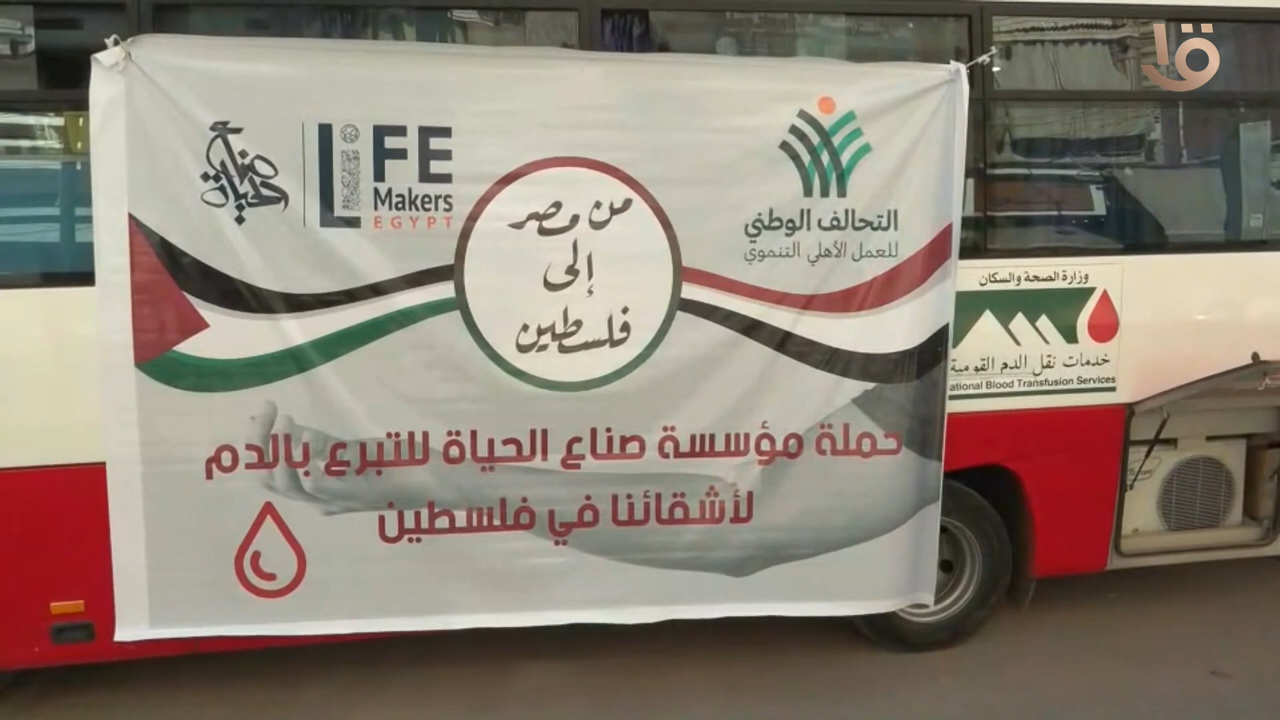 صناع الحياة
LiFE
Makers
EGYPT
التحالف الوطني
للعمل الأهلي التنموي
من مصر
إلى
فلسطين
حملة مؤسسة صناع الحياة للتبرع بالدم
لأشقائنا في فلسطين
وزارة الصحة والسكان
خدمات نقل الدم القومية
ational Blood Transfusion Services